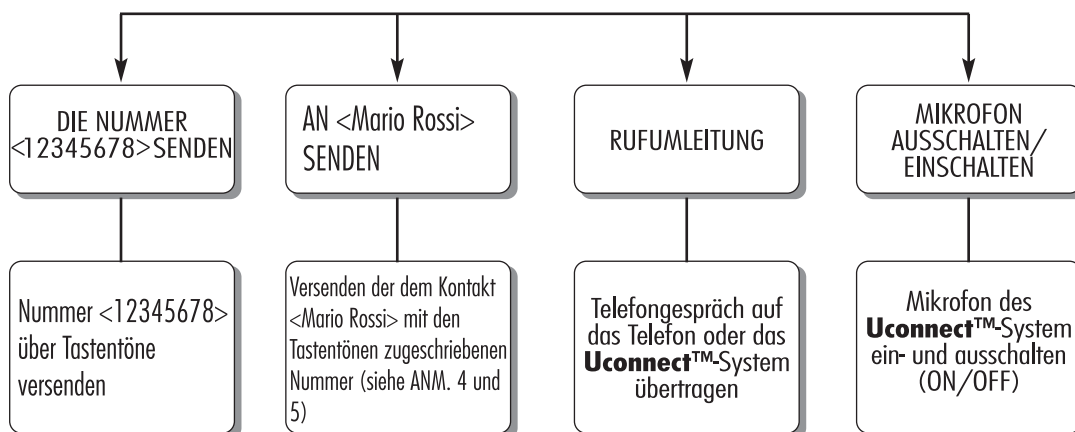 DIE NUMMER
<12345678> SENDEN
AN <Mario Rossi>
SENDEN
RUFUMLEITUNG
MIKROFON
AUSSCHALTEN/
EINSCHALTEN
Nummer <12345678>
über Tastentöne
versenden
Versenden der dem Kontakt
<Mario Rossi> mit den
Tastentönen zugeschriebenen
Nummer (siehe ANM. 4 und
5)
Telefongespräch auf
das Telefon oder das
Uconnect™-System
übertragen
Mikrofon des
Uconnect™-System
ein- und ausschalten
(ON/OFF)